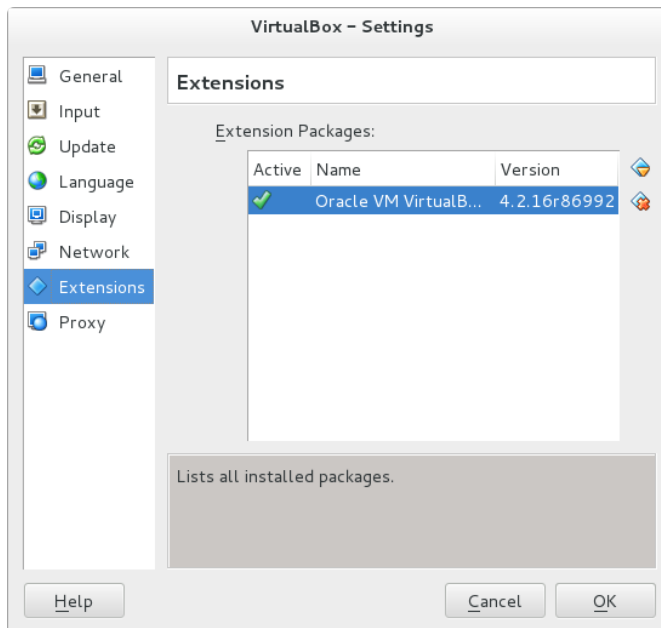 VirtualBox – Settings
General
Input
Update
Language
Display
Network
Extensions
Proxy
Extensions
Extension Packages:
Active Name Version
Oracle VM VirtualB... 4.2.16r86992
Lists all installed packages.
Help
Cancel
OK